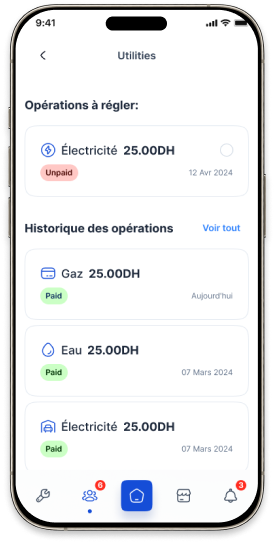 9:41
Utilities
Opérations à régler:
Électricité 25.00DH
Unpaid 12 Avr 2024
Historique des opérations Voir tout
Gaz 25.00DH
Paid Aujourd'hui
Eau 25.00DH
Paid 07 Mars 2024
Électricité 25.00DH
Paid 07 Mars 2024
6 3